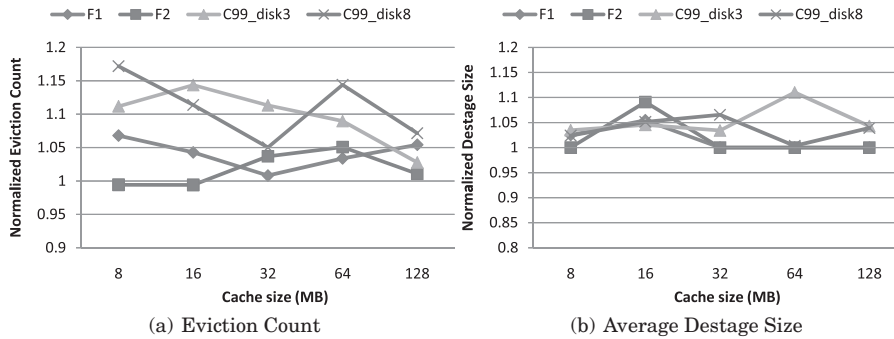 F1 F2 C99_disk3 C99_disk8
Normalized Eviction Count
1.2
1.15
1.1
1.05
1
0.95
0.9
8 16 32 64 128
Cache size (MB)
(a) Eviction Count
F1 F2 C99_disk3 C99_disk8
Normalized Destage Size
1.2
1.15
1.1
1.05
1
0.95
0.9
0.85
0.8
8 16 32 64 128
Cache size (MB)
(b) Average Destage Size